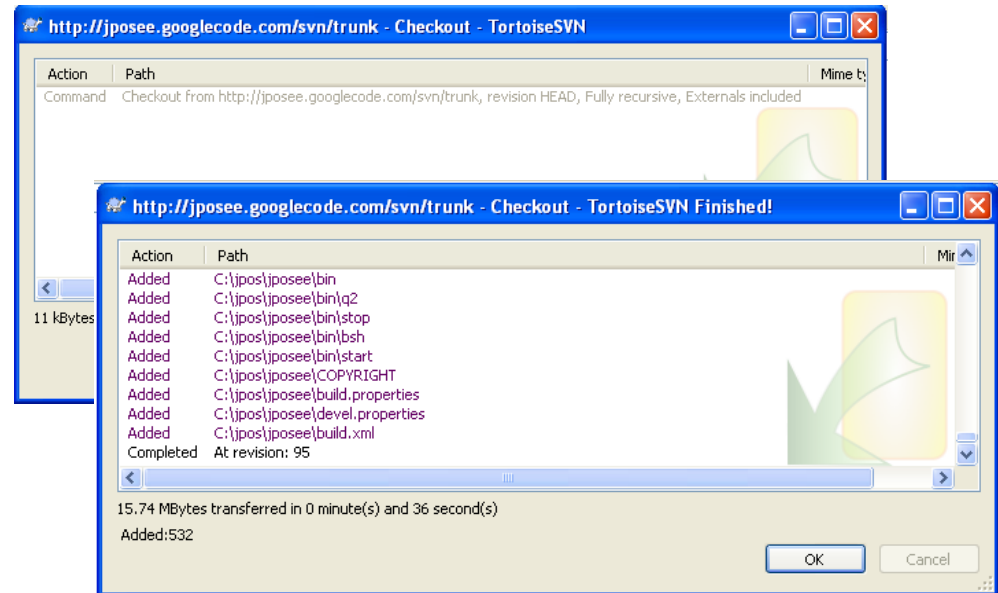 http://jposee.googlecode.com/svn/trunk - Checkout - TortoiseSVN
Action Path Mime ty
Command Checkout from http://jposee.googlecode.com/svn/trunk, revision HEAD, Fully recursive, Externals included
11 kBytes
http://jposee.googlecode.com/svn/trunk - Checkout - TortoiseSVN Finished!
Action Path Mir
Added C:\jpos\jposee\bin
Added C:\jpos\jposee\bin\q2
Added C:\jpos\jposee\bin\stop
Added C:\jpos\jposee\bin\bsh
Added C:\jpos\jposee\bin\start
Added C:\jpos\jposee\COPYRIGHT
Added C:\jpos\jposee\build.properties
Added C:\jpos\jposee\devel.properties
Added C:\jpos\jposee\build.xml
Completed At revision: 95
15.74 MBytes transferred in 0 minute(s) and 36 second(s)
Added:532
OK Cancel